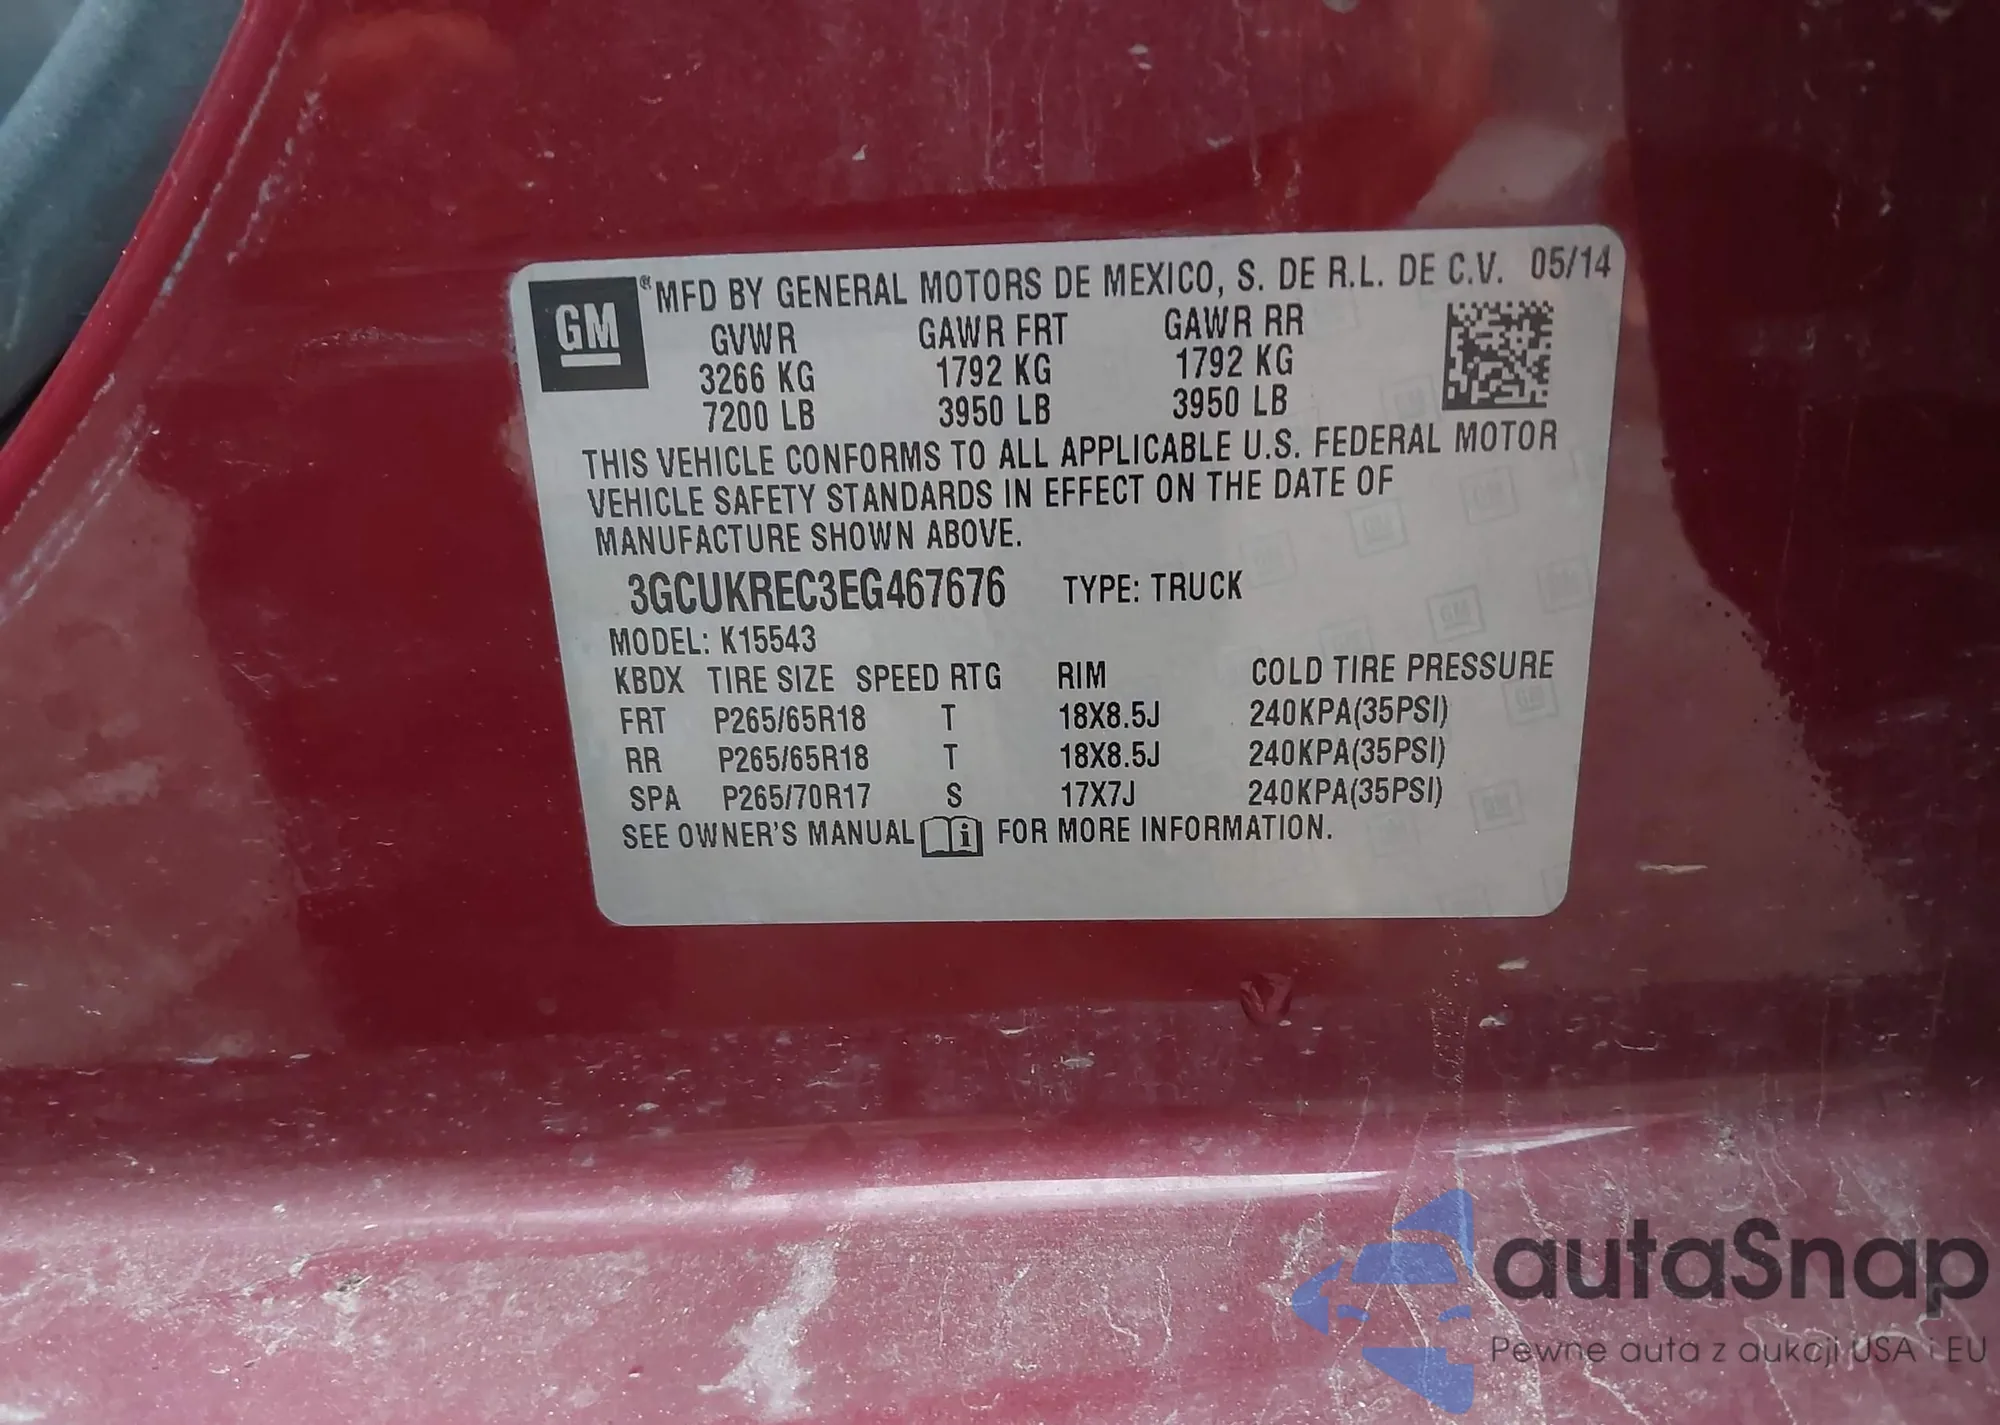 GM
® MFD BY GENERAL MOTORS DE MEXICO, S. DE R.L. DE C.V. 05/14
GVWR GAWR FRT GAWR RR
3266 KG 1792 KG 1792 KG
7200 LB 3950 LB 3950 LB
THIS VEHICLE CONFORMS TO ALL APPLICABLE U.S. FEDERAL MOTOR
VEHICLE SAFETY STANDARDS IN EFFECT ON THE DATE OF
MANUFACTURE SHOWN ABOVE.
3GCUKREC3EG467676 TYPE: TRUCK
MODEL: K15543
KBDX TIRE SIZE SPEED RTG RIM COLD TIRE PRESSURE
FRT P265/65R18 T 18X8.5J 240KPA(35PSI)
RR P265/65R18 T 18X8.5J 240KPA(35PSI)
SPA P265/70R17 S 17X7J 240KPA(35PSI)
SEE OWNER'S MANUAL i FOR MORE INFORMATION.
autaSnap
Pewne auta z aukcji USA i EU